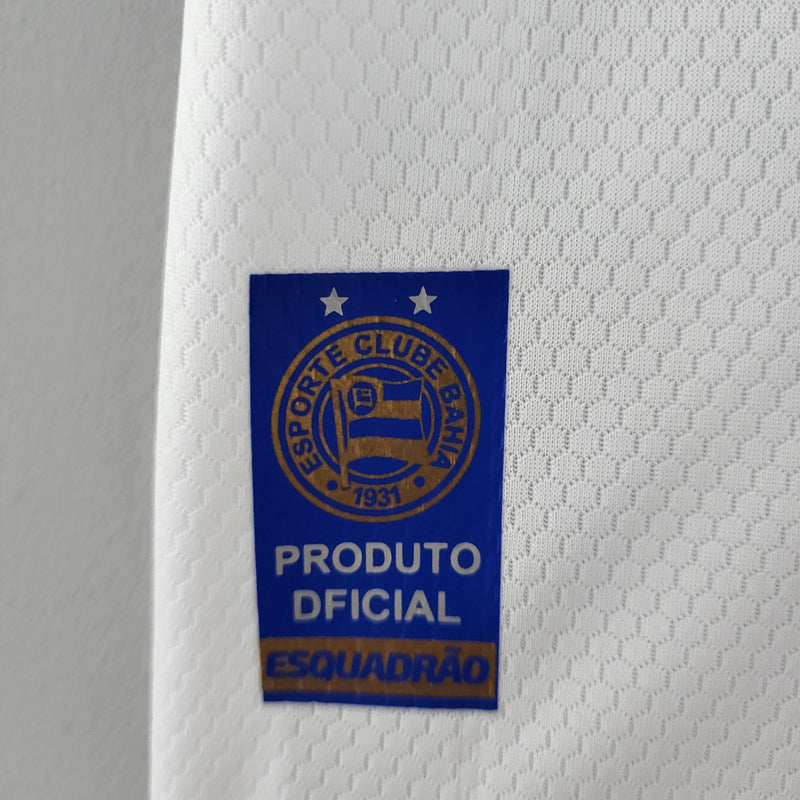 ESPORTE CLUBE BAHIA
1931
PRODUTO
DFICIAL
ESQUADRÃO